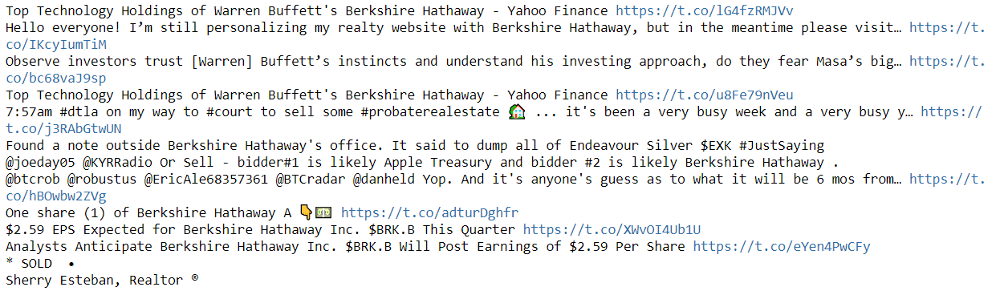 Top Technology Holdings of Warren Buffett's Berkshire Hathaway - Yahoo Finance https://t.co/lG4fzRMJVv
Hello everyone! I’m still personalizing my realty website with Berkshire Hathaway, but in the meantime please visit… https://t.
co/IKcyIumTiM
Observe investors trust [Warren] Buffett’s instincts and understand his investing approach, do they fear Masa’s big… https://t.
co/bc68vaJ9sp
Top Technology Holdings of Warren Buffett's Berkshire Hathaway - Yahoo Finance https://t.co/u8Fe79nVeu
7:57am #dtla on my way to #court to sell some #probaterealestate 🏡 ... it's been a very busy week and a very busy y… https://
t.co/j3RAbGtwUN
Found a note outside Berkshire Hathaway's office. It said to dump all of Endeavour Silver $EXK #JustSaying
@joeday05 @KYRRadio Or Sell - bidder#1 is likely Apple Treasury and bidder #2 is likely Berkshire Hathaway .
@btcrob @robustus @EricAle68357361 @BTCradar @danheld Yop. And it's anyone's guess as to what it will be 6 mos from… https://t.
co/hBOwbw2ZVg
One share (1) of Berkshire Hathaway A 👇💵 https://t.co/adturDghfr
$2.59 EPS Expected for Berkshire Hathaway Inc. $BRK.B This Quarter https://t.co/XWvOI4Ub1U
Analysts Anticipate Berkshire Hathaway Inc. $BRK.B Will Post Earnings of $2.59 Per Share https://t.co/eYen4PwCFy
* SOLD  •
Sherry Esteban, Realtor ®